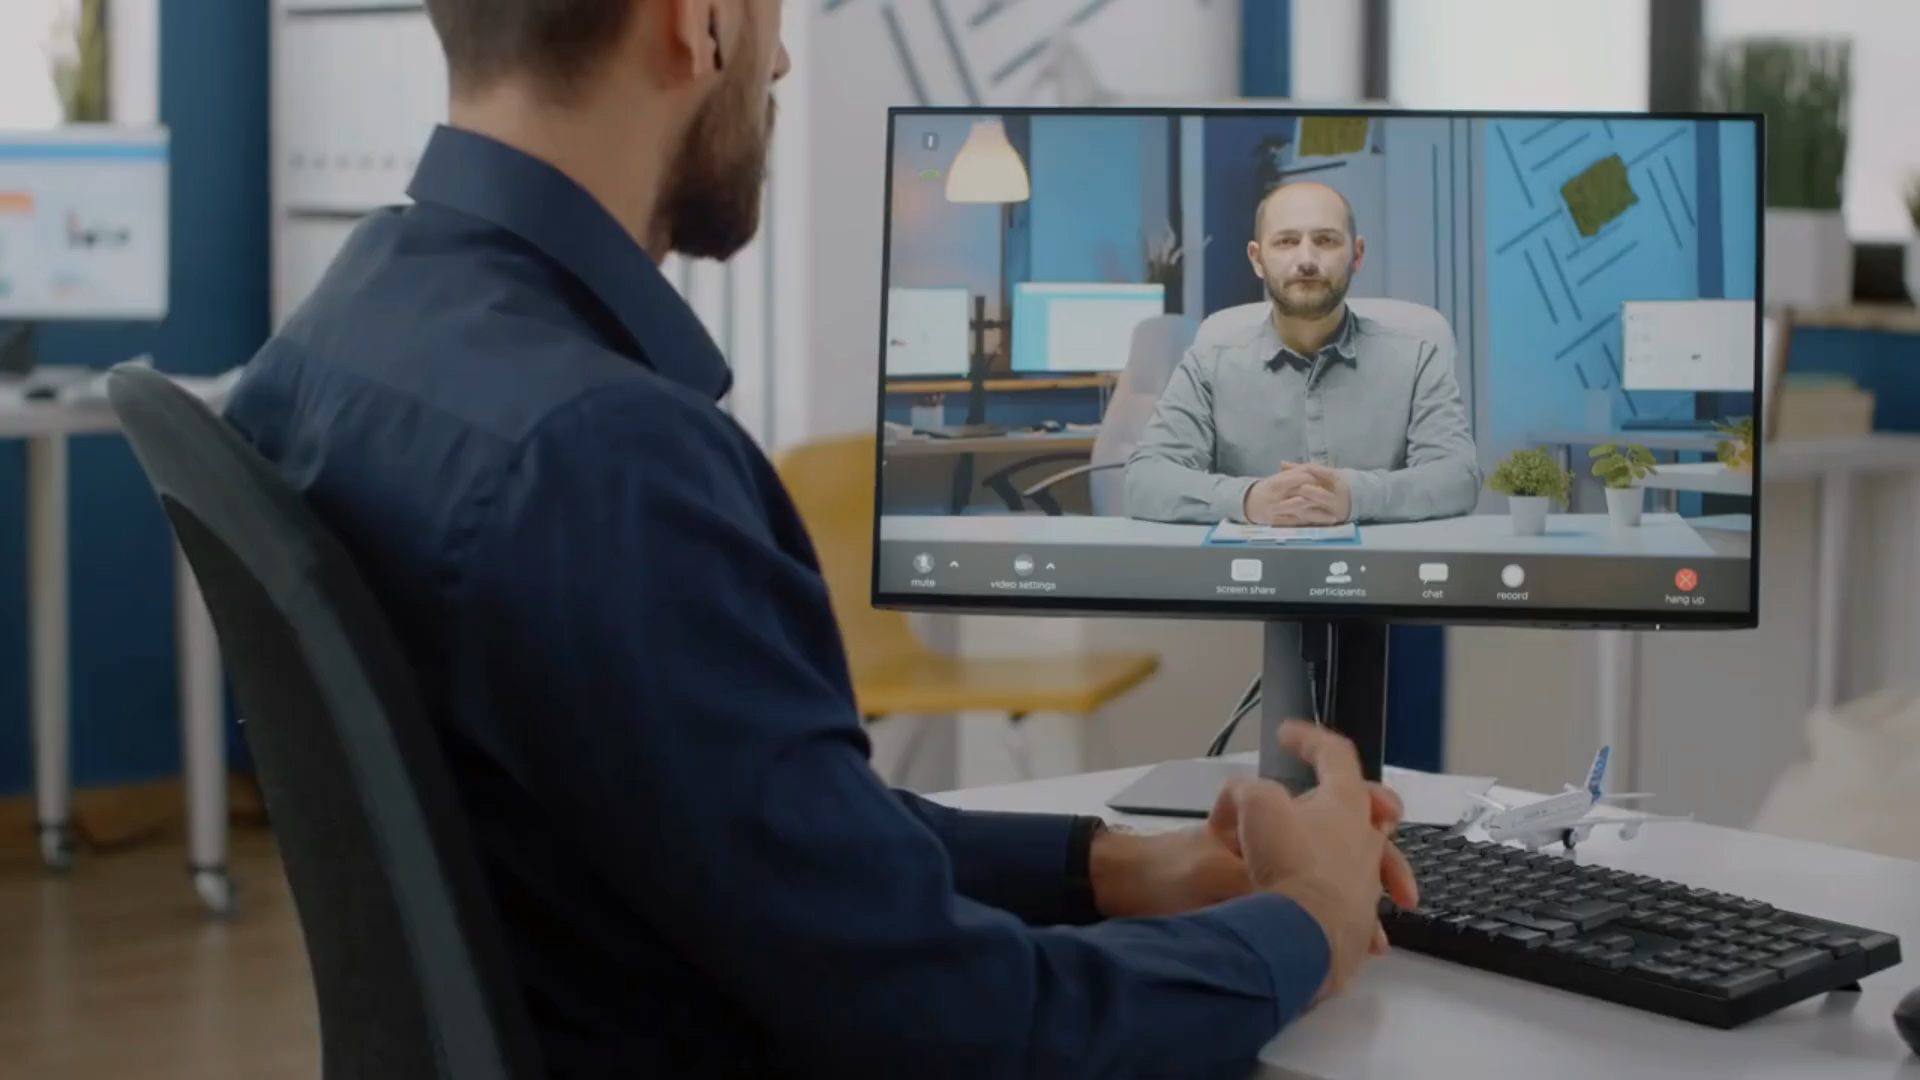 mute
video settings
screen share
participants
chat
record
hang up